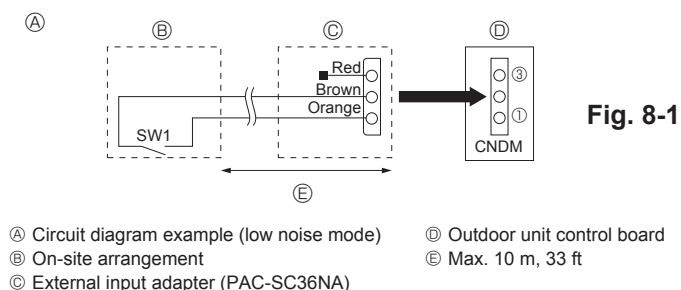 Ⓐ
Ⓑ
Ⓒ
Ⓓ
Red
Brown
Orange
SW1
③
①
CNDM
Ⓔ
Fig. 8-1
Ⓐ Circuit diagram example (low noise mode)
Ⓑ On-site arrangement
Ⓒ External input adapter (PAC-SC36NA)
Ⓓ Outdoor unit control board
Ⓔ Max. 10 m, 33 ft